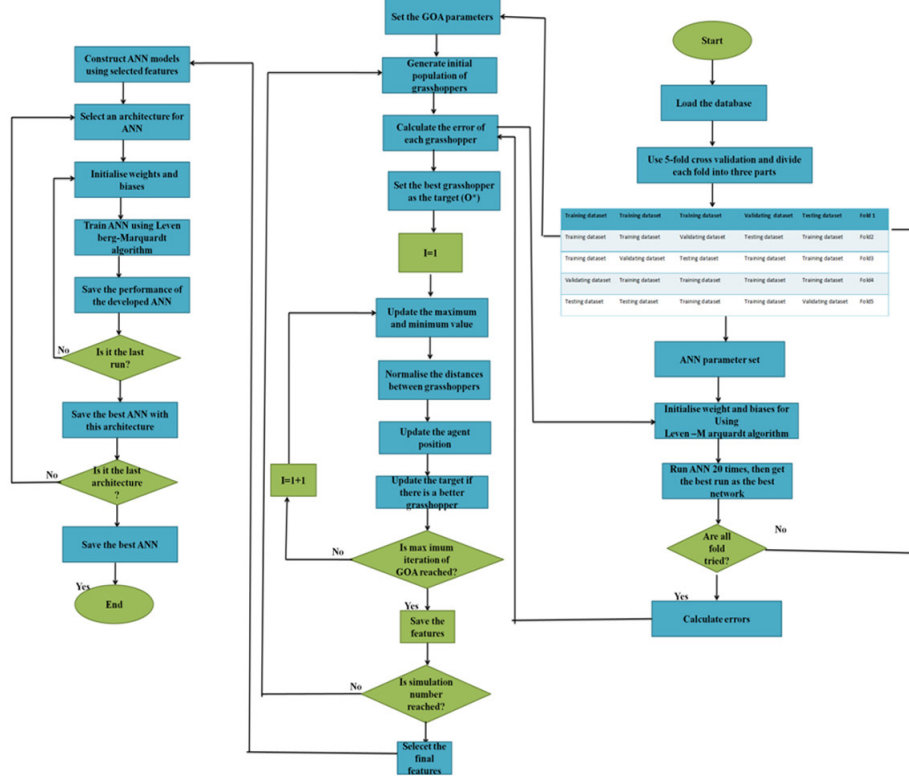 Construct ANN models
using selected features
Select an architecture for
ANN
Initialise weights and
biases
Train ANN using Leven
berg-Marquardt
algorithm
Save the performance of
the developed ANN
No
Is it the last
run?
Save the best ANN with
this architecture
No
Is it the last
architecture
?
Save the best ANN
Yes
End
Set the GOA parameters
Generate initial
population of
grasshoppers
Calculate the error of
each grasshopper
Set the best grasshopper
as the target (O*)
I=1
Update the maximum
and minimum value
Normalise the distances
between grasshoppers
Update the agent
position
I=1+1
Update the target if
there is a better
grasshopper
No
Is max imum
iteration of
GOA reached?
Yes
Save the
features
No
Is simulation
number
reached?
Selecet the
final
features
Start
Load the database
Use 5-fold cross validation and divide
each fold into three parts
Training dataset Training dataset Training dataset Validating dataset Testing dataset Fold 1
Training dataset Training dataset Validating dataset Testing dataset Training dataset Fold2
Training dataset Validating dataset Testing dataset Training dataset Training dataset Fold3
Validating dataset Training dataset Training dataset Training dataset Training dataset Fold4
Testing dataset Testing dataset Training dataset Training dataset Validating dataset Fold5
ANN parameter set
Initialise weight and biases for
Using
Leven –M arquardt algorithm
Run ANN 20 times, then get
the best run as the best
network
Are all
fold
tried?
No
Yes
Calculate errors